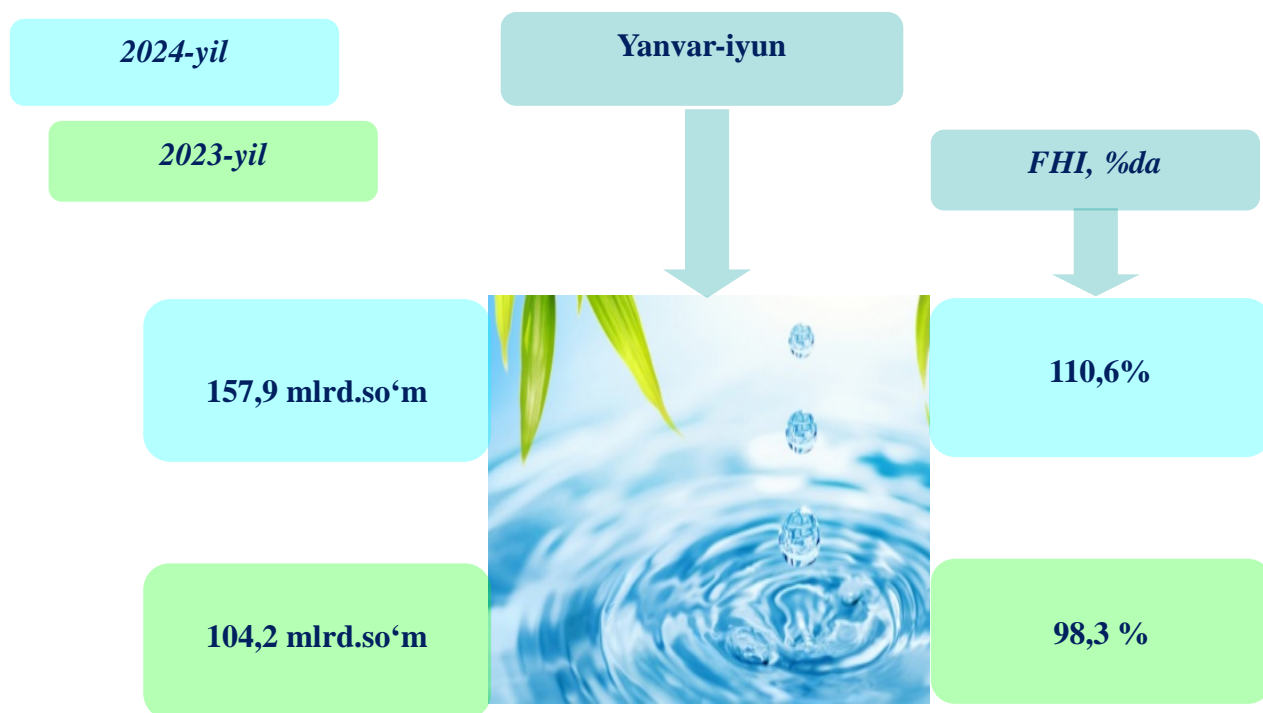 2024-yil
Yanvar-iyun
2023-yil
FHI, %da
157,9 mlrd.so‘m
110,6%
104,2 mlrd.so‘m
98,3 %